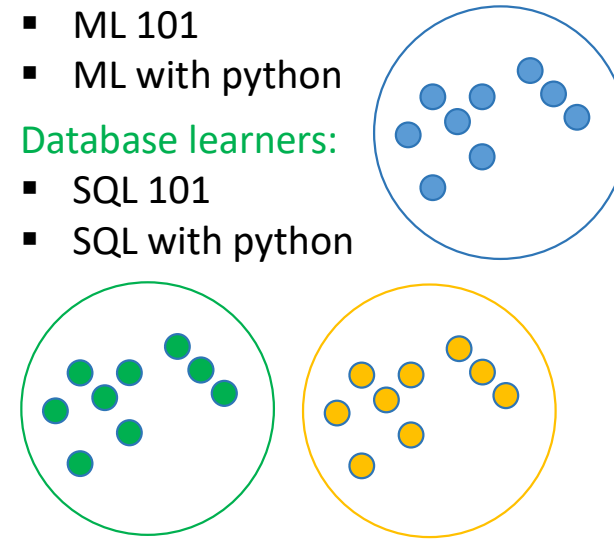 ▪ ML 101
▪ ML with python
Database learners:
▪ SQL 101
▪ SQL with python